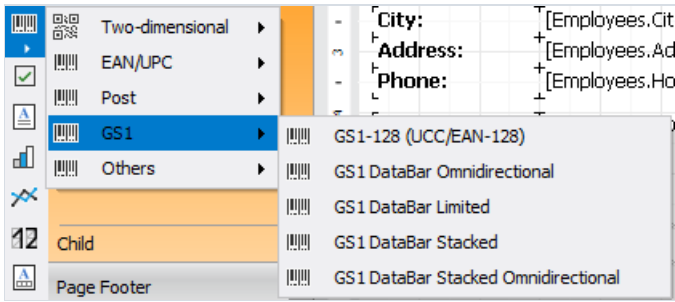 Two-dimensional
EAN/UPC
Post
GS1
Others
GS1-128 (UCC/EAN-128)
GS1 DataBar Omnidirectional
GS1 DataBar Limited
GS1 DataBar Stacked
GS1 DataBar Stacked Omnidirectional
City: [Employees.Cit
Address: [Employees.Ad
Phone: [Employees.Ho
3
12
Child
Page Footer